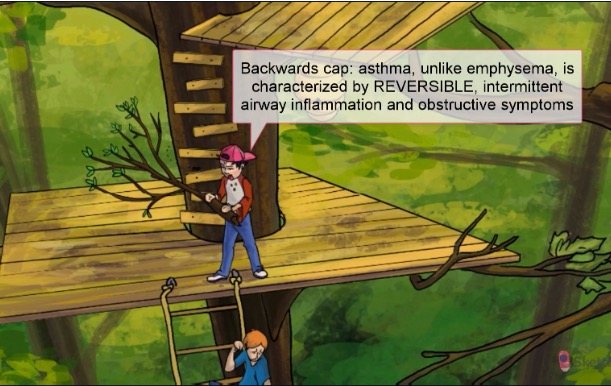 Backwards cap: asthma, unlike emphysema, is
characterized by REVERSIBLE, intermittent
airway inflammation and obstructive symptoms